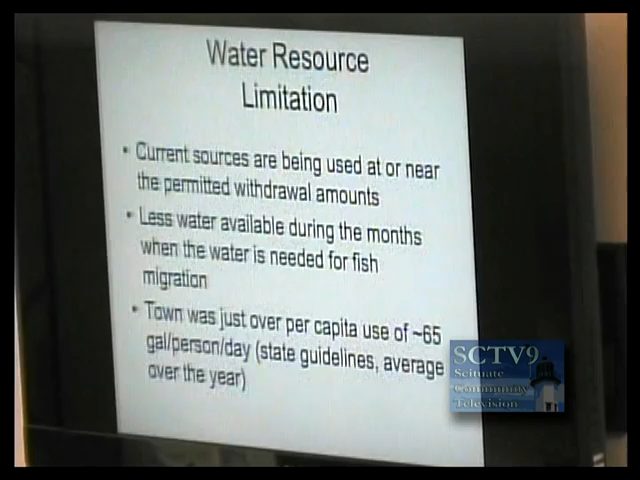 Water Resource
Limitation
• Current sources are being used at or near
the permitted withdrawal amounts
• Less water available during the months
when the water is needed for fish
migration
• Town was just over per capita use of ~65
gal/person/day (state guidelines, average
over the year)
SCTV9
Scituate
Community
Television